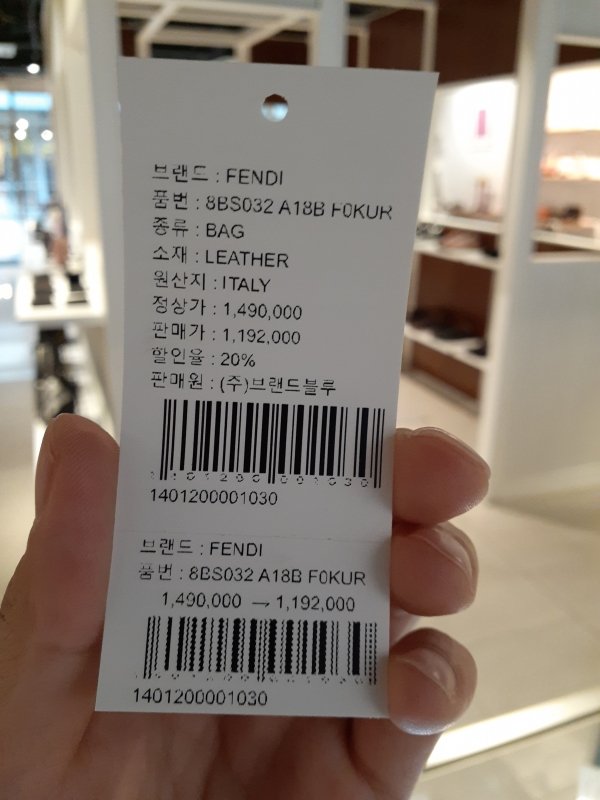 브랜드 : FENDI
품번 : 8BS032 A18B F0KUR
종류 : BAG
소재 : LEATHER
원산지 : ITALY
정상가 : 1,490,000
판매가 : 1,192,000
할인율 : 20%
판매원 : (주)브랜드블루
1401200001030
브랜드 : FENDI
품번 : 8BS032 A18B F0KUR
1,490,000 → 1,192,000
1401200001030